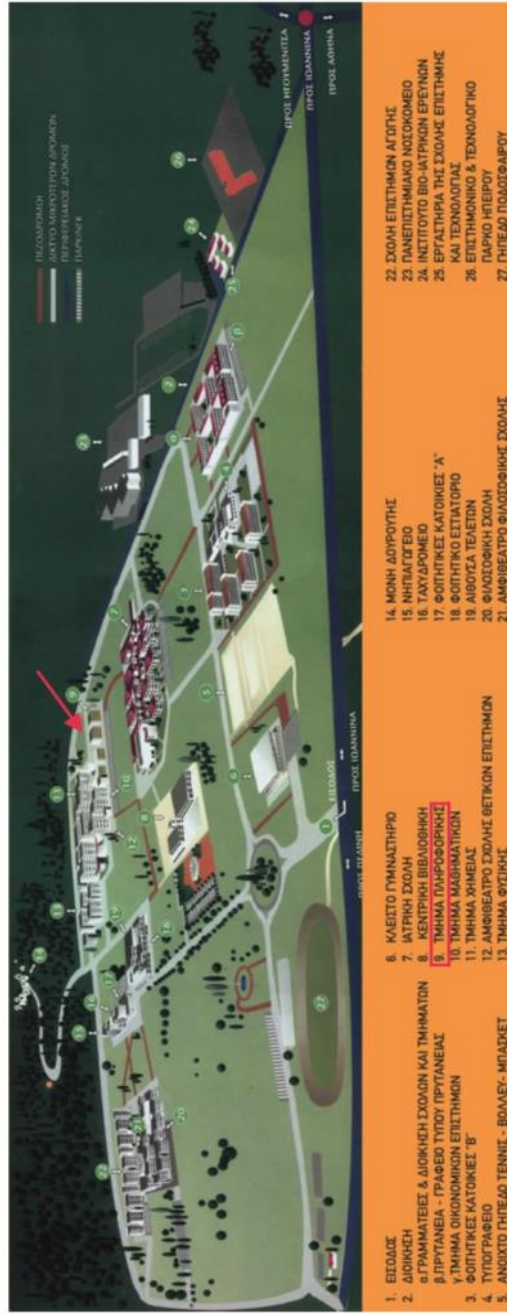 ΠΕΖΟΔΡΟΜΟΙ
ΔΙΚΤΥΟ ΜΙΚΡΟΤΕΡΩΝ ΔΡΟΜΩΝ
ΠΕΡΙΦΕΡΕΙΑΚΟΣ ΔΡΟΜΟΣ
ΠΑΡΚΙΝΓΚ
ΠΡΟΣ ΗΓΟΥΜΕΝΙΤΣΑ
ΠΡΟΣ ΙΩΑΝΝΙΝΑ
ΠΡΟΣ ΑΘΗΝΑ
ΕΙΣΟΔΟΣ
ΠΡΟΣ ΙΩΑΝΝΙΝΑ
1. ΕΙΣΟΔΟΣ
2. ΔΙΟΙΚΗΣΗ
α.ΓΡΑΜΜΑΤΕΙΕΣ & ΔΙΟΙΚΗΣΗ ΣΧΟΛΩΝ ΚΑΙ ΤΜΗΜΑΤΩΝ
β.ΠΡΥΤΑΝΕΙΑ - ΓΡΑΦΕΙΟ ΤΥΠΟΥ ΠΡΥΤΑΝΕΙΑΣ
γ.ΤΜΗΜΑ ΟΙΚΟΝΟΜΙΚΩΝ ΕΠΙΣΤΗΜΩΝ
3. ΦΟΙΤΗΤΙΚΕΣ ΚΑΤΟΙΚΙΕΣ "Β"
4. ΤΥΠΟΓΡΑΦΕΙΟ
5. ΑΝΟΙΧΤΟ ΓΗΠΕΔΟ ΤΕΝΝΙΣ - ΒΟΛΛΕΥ- ΜΠΑΣΚΕΤ
6. ΚΛΕΙΣΤΟ ΓΥΜΝΑΣΤΗΡΙΟ
7. ΙΑΤΡΙΚΗ ΣΧΟΛΗ
8. ΚΕΝΤΡΙΚΗ ΒΙΒΛΙΟΘΗΚΗ
9. ΤΜΗΜΑ ΠΛΗΡΟΦΟΡΙΚΗΣ
10. ΤΜΗΜΑ ΜΑΘΗΜΑΤΙΚΩΝ
11. ΤΜΗΜΑ ΧΗΜΕΙΑΣ
12. ΑΜΦΙΘΕΑΤΡΟ ΣΧΟΛΗΣ ΘΕΤΙΚΩΝ ΕΠΙΣΤΗΜΩΝ
13. ΤΜΗΜΑ ΦΥΣΙΚΗΣ
14. ΜΟΝΗ ΔΟΥΡΟΥΤΗΣ
15. ΝΗΠΙΑΓΩΓΕΙΟ
16. ΤΑΧΥΔΡΟΜΕΙΟ
17. ΦΟΙΤΗΤΙΚΕΣ ΚΑΤΟΙΚΙΕΣ "Α"
18. ΦΟΙΤΗΤΙΚΟ ΕΣΤΙΑΤΟΡΙΟ
19. ΑΙΘΟΥΣΑ ΤΕΛΕΤΩΝ
20. ΦΙΛΟΣΟΦΙΚΗ ΣΧΟΛΗ
21. ΑΜΦΙΘΕΑΤΡΟ ΦΙΛΟΣΟΦΙΚΗΣ ΣΧΟΛΗΣ
22. ΣΧΟΛΗ ΕΠΙΣΤΗΜΩΝ ΑΓΩΓΗΣ
23. ΠΑΝΕΠΙΣΤΗΜΙΑΚΟ ΝΟΣΟΚΟΜΕΙΟ
24. ΙΝΣΤΙΤΟΥΤΟ ΒΙΟ-ΙΑΤΡΙΚΩΝ ΕΡΕΥΝΩΝ
25. ΕΡΓΑΣΤΗΡΙΑ ΤΗΣ ΣΧΟΛΗΣ ΕΠΙΣΤΗΜΗΣ
ΚΑΙ ΤΕΧΝΟΛΟΓΙΑΣ
26. ΕΠΙΣΤΗΜΟΝΙΚΟ & ΤΕΧΝΟΛΟΓΙΚΟ
ΠΑΡΚΟ ΗΠΕΙΡΟΥ
27. ΓΗΠΕΔΟ ΠΟΔΟΣΦΑΙΡΟΥ